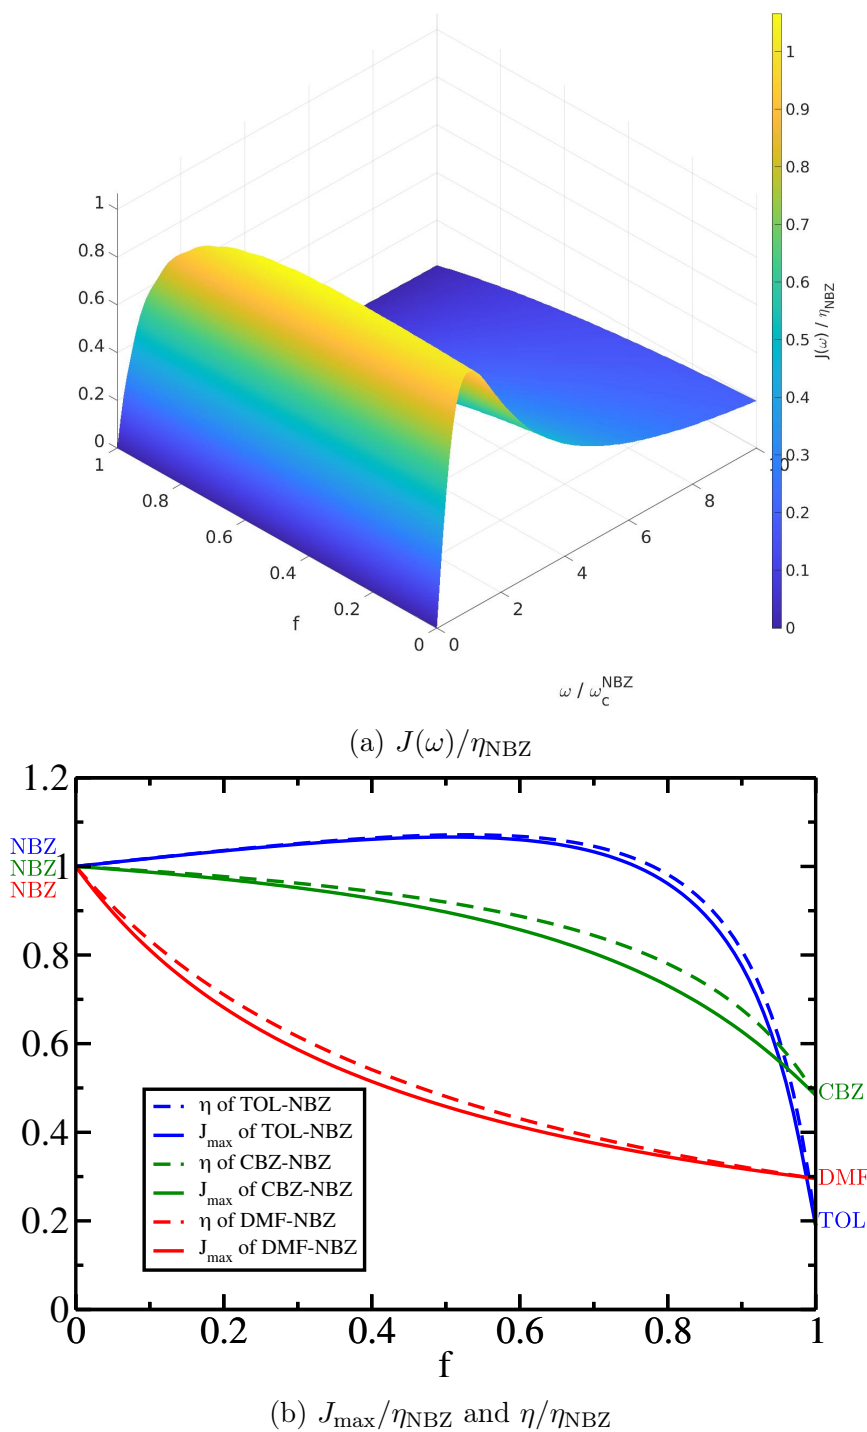 1
0.8
0.6
0.4
0.2
0
1
0.8
0.6
0.4
0.2
0
f
0
2
4
6
8
10
ω / ω_c^NBZ
1
0.9
0.8
0.7
0.6
0.5
0.4
0.3
0.2
0.1
0
J(ω) / η_NBZ
(a) J(ω)/η_NBZ
1.2
1
0.8
0.6
0.4
0.2
0
NBZ
NBZ
NBZ
CBZ
DMF
TOL
η of TOL-NBZ
J_max of TOL-NBZ
η of CBZ-NBZ
J_max of CBZ-NBZ
η of DMF-NBZ
J_max of DMF-NBZ
0
0.2
0.4
0.6
0.8
1
f
(b) J_max/η_NBZ and η/η_NBZ